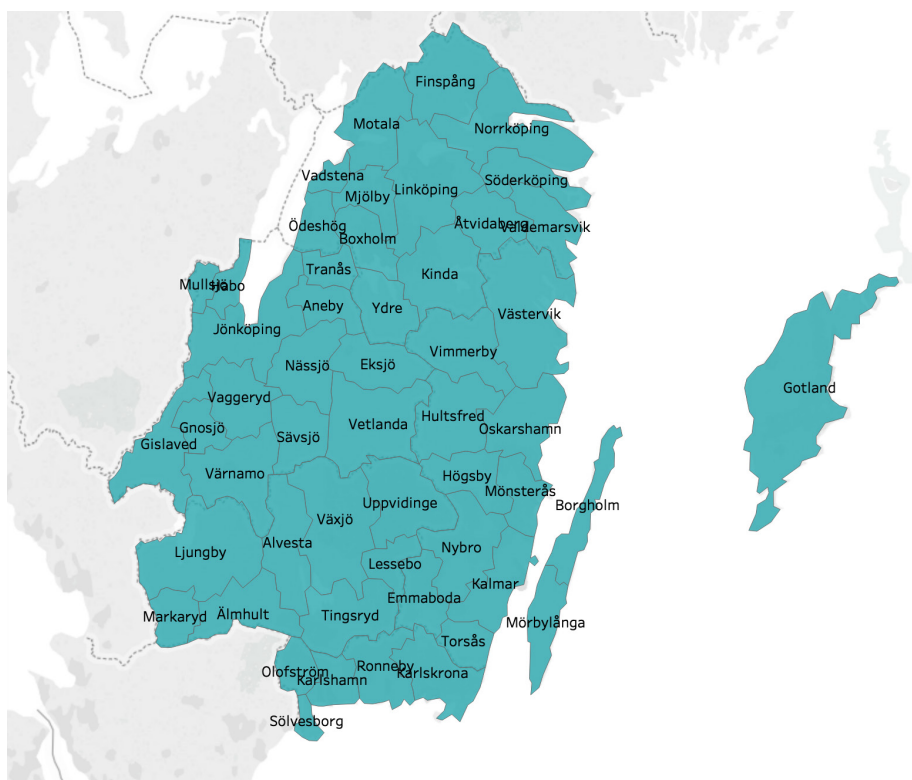 Finspång
Motala
Norrköping
Vadstena
Söderköping
Linköping
Mjölby
Åtvidaberg
Valdemarsvik
Ödeshög
Boxholm
Tranås
Kinda
Mullsjö
Habo
Aneby
Ydre
Västervik
Jönköping
Vimmerby
Nässjö
Eksjö
Gotland
Vaggeryd
Hultsfred
Vetlanda
Gnosjö
Oskarshamn
Sävsjö
Gislaved
Värnamo
Högsby
Mönsterås
Uppvidinge
Borgholm
Växjö
Alvesta
Nybro
Ljungby
Lessebo
Kalmar
Emmaboda
Markaryd
Älmhult
Tingsryd
Mörbylånga
Torsås
Ronneby
Olofström
Karlskrona
Karlshamn
Sölvesborg